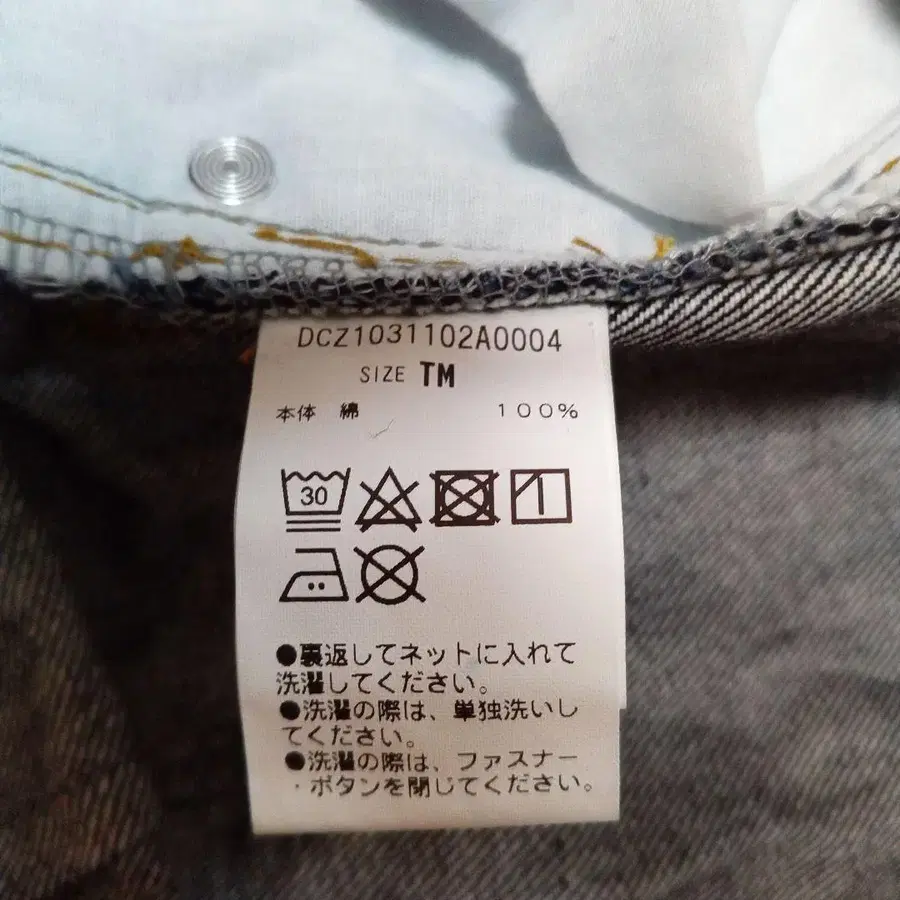 DCZ1031102A0004
SIZE TM
本体 綿 100%
30
●裏返してネットに入れて
洗濯してください。
●洗濯の際は、単独洗いし
てください。
●洗濯の際は、ファスナー
・ボタンを閉じてください。